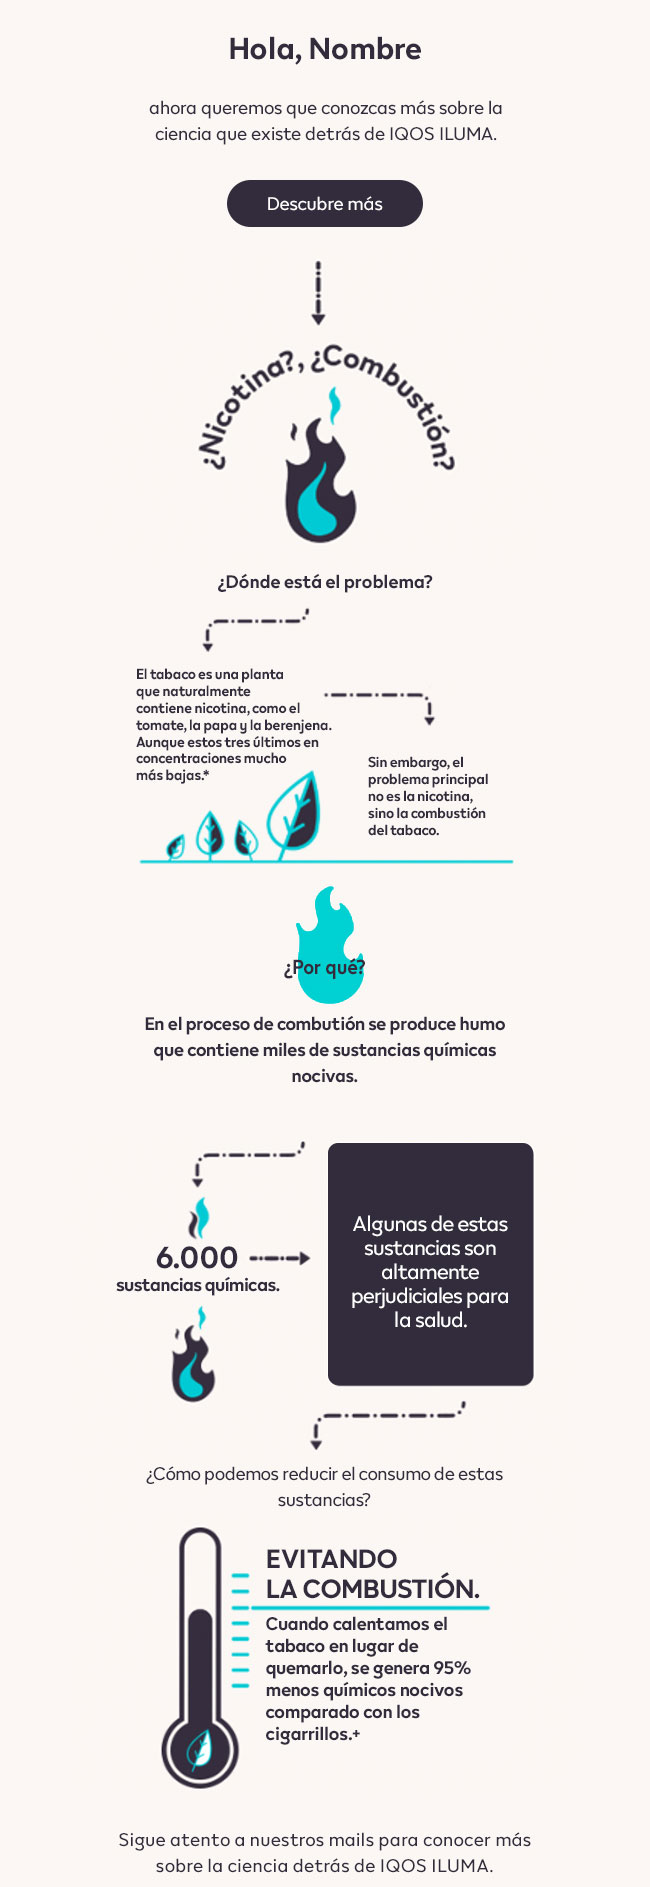 Hola, Nombre
ahora queremos que conozcas más sobre la
ciencia que existe detrás de IQOS ILUMA.
Descubre más
¿Nicotina?, ¿Combustión?
¿Dónde está el problema?
El tabaco es una planta
que naturalmente
contiene nicotina, como el
tomate, la papa y la berenjena.
Aunque estos tres últimos en
concentraciones mucho
más bajas.*
Sin embargo, el
problema principal
no es la nicotina,
sino la combustión
del tabaco.
¿Por qué?
En el proceso de combutión se produce humo
que contiene miles de sustancias químicas
nocivas.
6.000
sustancias químicas.
Algunas de estas
sustancias son
altamente
perjudiciales para
la salud.
¿Cómo podemos reducir el consumo de estas
sustancias?
EVITANDO
LA COMBUSTIÓN.
Cuando calentamos el
tabaco en lugar de
quemarlo, se genera 95%
menos químicos nocivos
comparado con los
cigarrillos.+
Sigue atento a nuestros mails para conocer más
sobre la ciencia detrás de IQOS ILUMA.